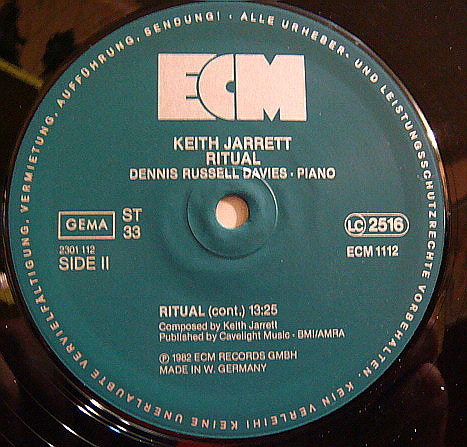 ALLE URHEBER- UND LEISTUNGSSCHUTZRECHTE VORBEHALTEN. KEIN VERLEIH! KEINE UNERLAUBTE VERVIELFÄLTIGUNG, VERMIETUNG, AUFFÜHRUNG, SENDUNG! ·
ECM
KEITH JARRETT
RITUAL
DENNIS RUSSELL DAVIES · PIANO
GEMA
ST
33
LC 2516
2301 112
SIDE II
ECM 1112
RITUAL (cont.) 13:25
Composed by Keith Jarrett
Published by Cavelight Music - BMI/AMRA
℗ 1982 ECM RECORDS GMBH
MADE IN W. GERMANY